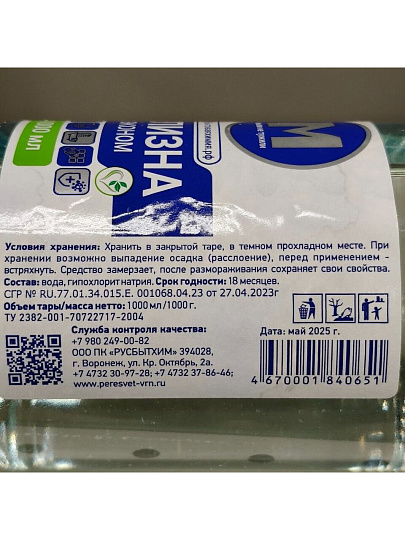 000 мл
ЛИЗНА
М
Условия хранения: Хранить в закрытой таре, в темном прохладном месте. При
хранении возможно выпадение осадка (расслоение), перед применением -
встряхнуть. Средство замерзает, после размораживания сохраняет свои свойства.
Состав: вода, гипохлорит натрия. Срок годности: 18 месяцев.
СГР № RU.77.01.34.015.Е. 001068.04.23 от 27.04.2023г
Объем тары/масса нетто: 1000мл/1000 г.
ТУ 2382-001-70722717-2004
Служба контроля качества:
+7 980 249-00-82
ООО ПК «РУСБЫТХИМ» 394028,
г. Воронеж, ул. Кр. Октябрь, 2а.
+7 4732 30-97-28; +7 4732 37-86-46;
www.peresvet-vrn.ru
Дата: май 2025 г.
4 670001 840651